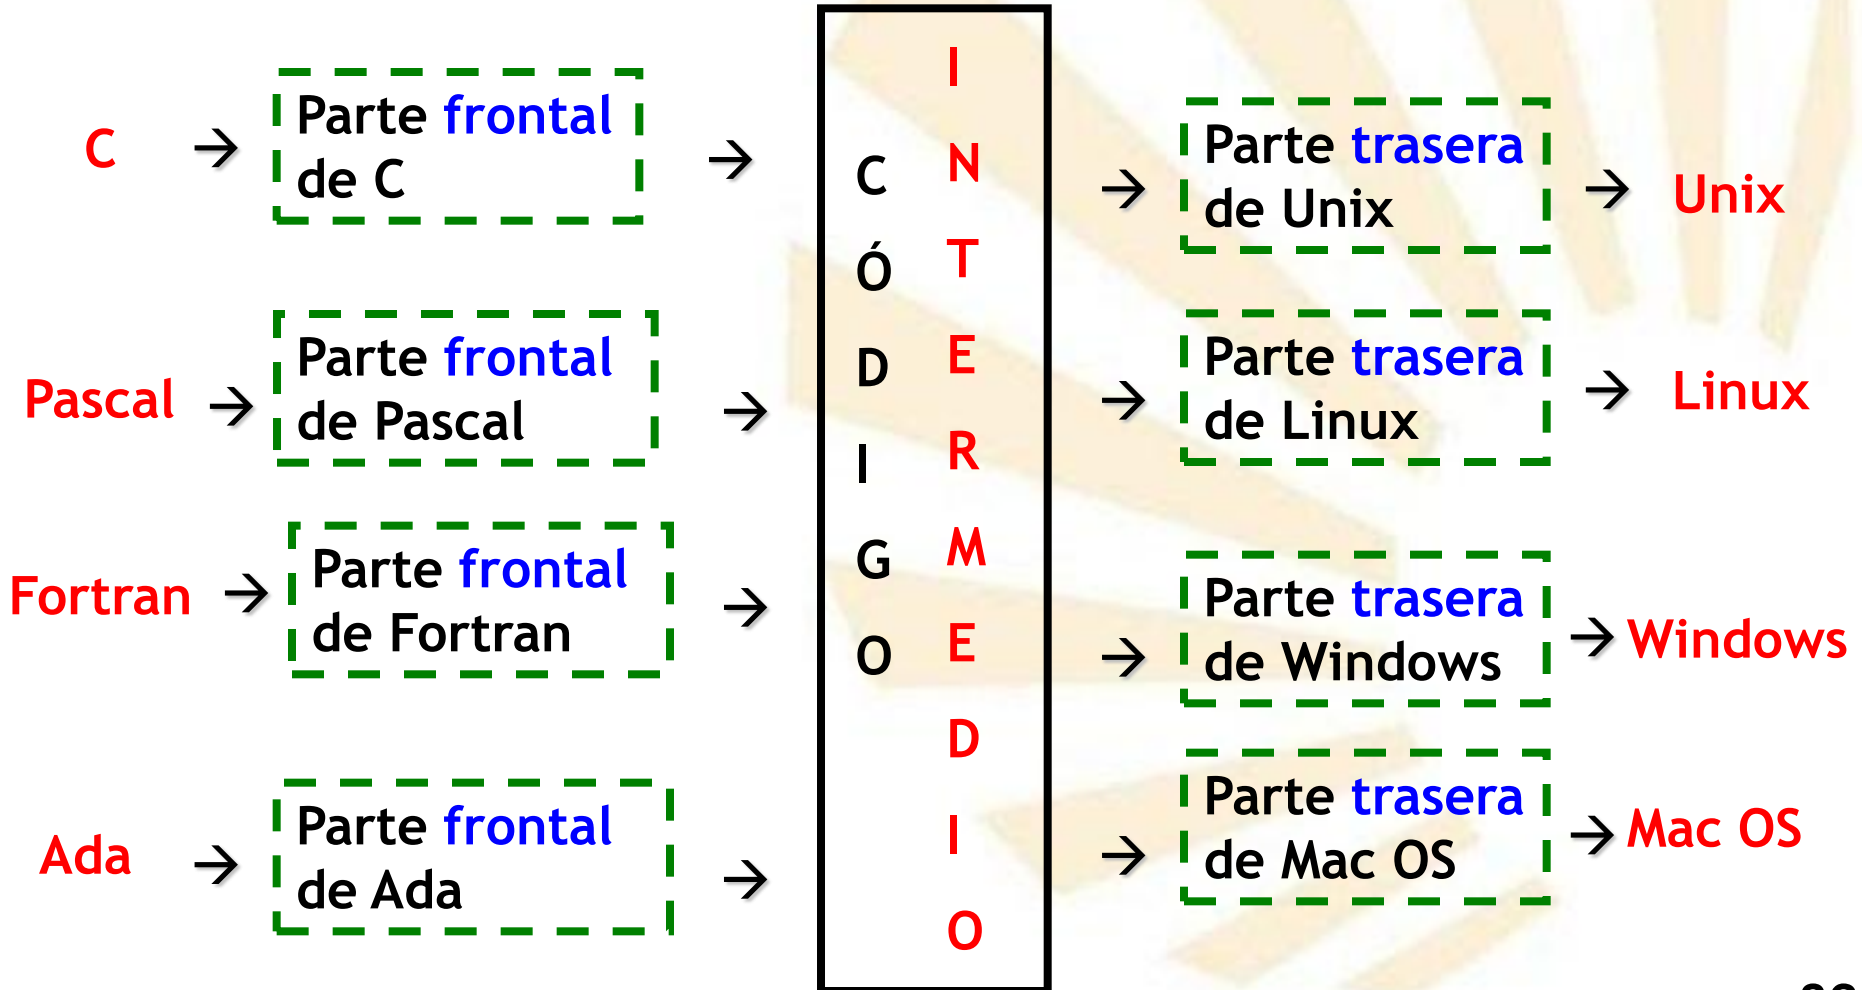 C → Parte frontal
de C →
Pascal → Parte frontal
de Pascal →
Fortran → Parte frontal
de Fortran →
Ada → Parte frontal
de Ada →
C
Ó
D
I
G
O
I
N
T
E
R
M
E
D
I
O
→ Parte trasera
de Unix → Unix
→ Parte trasera
de Linux → Linux
→ Parte trasera
de Windows → Windows
→ Parte trasera
de Mac OS → Mac OS